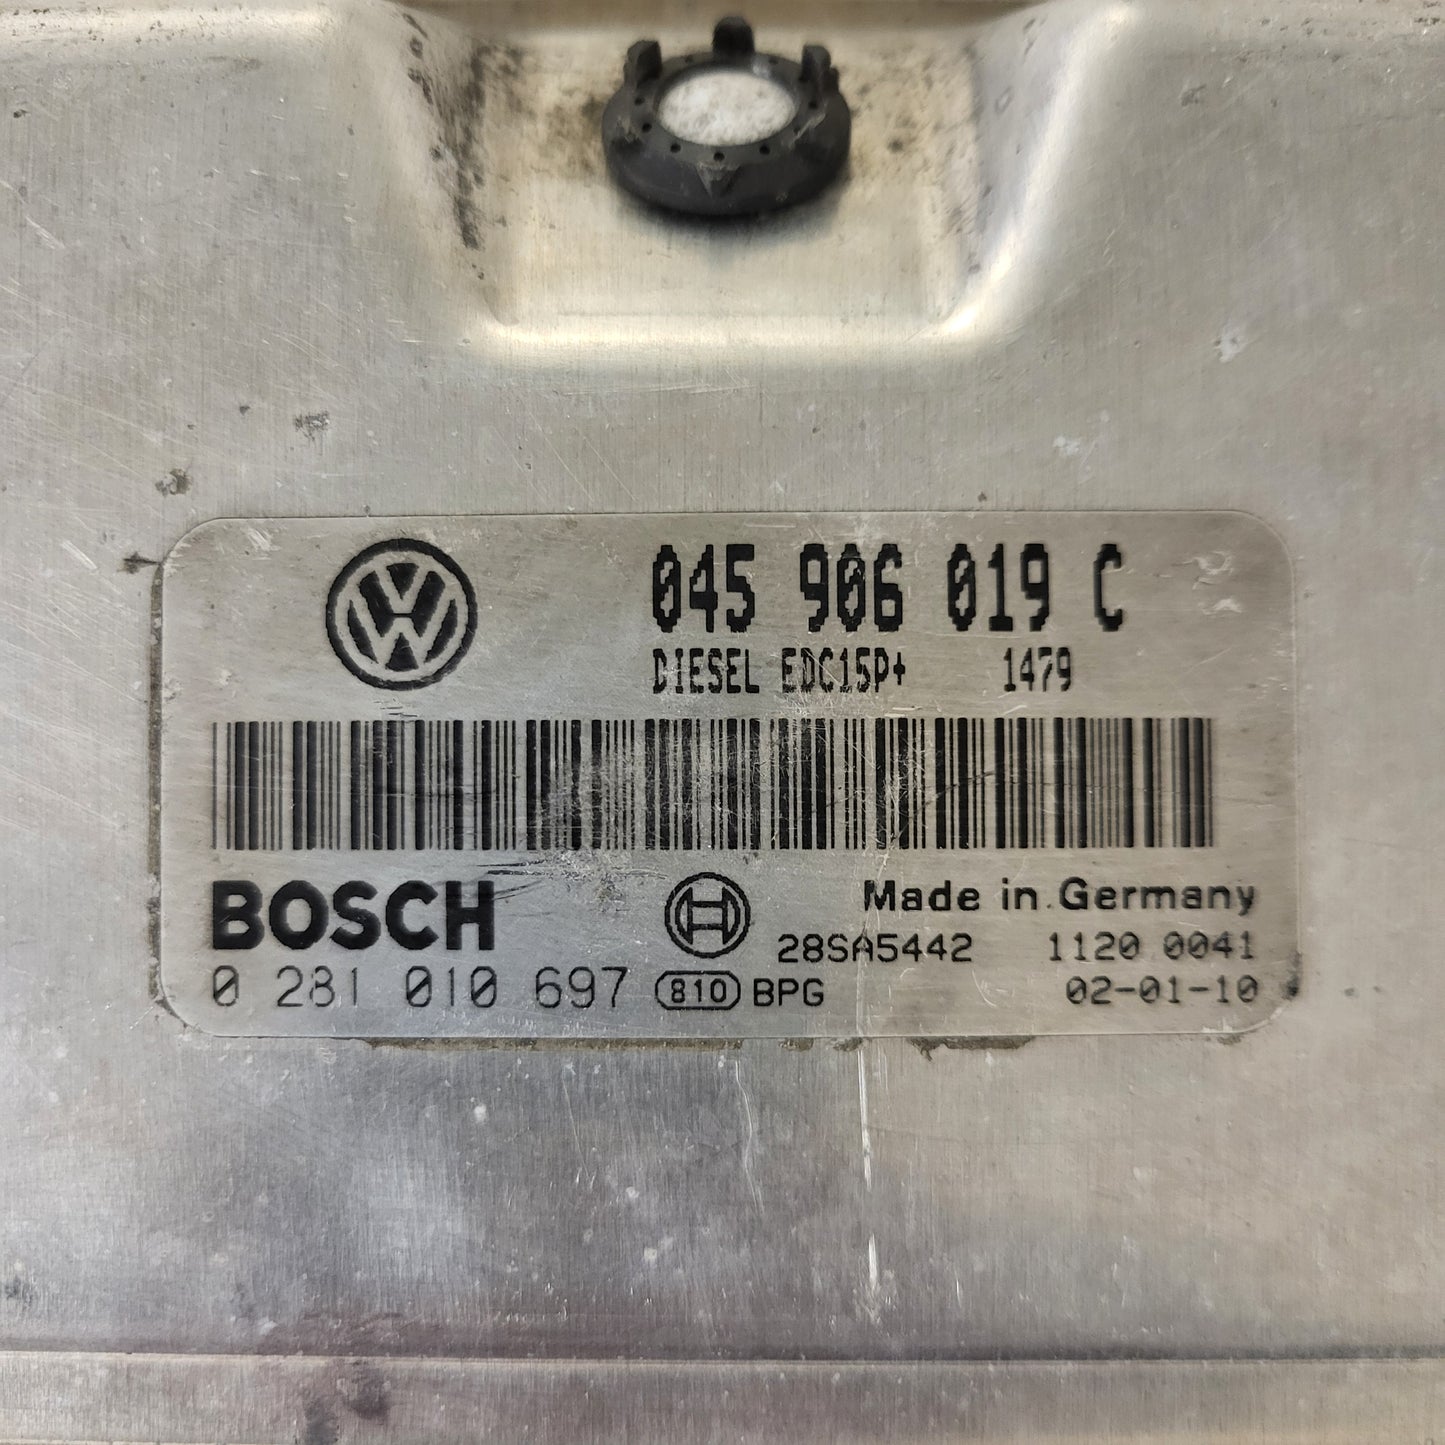 045 906 019 C
DIESEL EDC15P+ 1479
BOSCH
Made in Germany
28SA5442 1120 0041
0 281 010 697 810 BPG 02-01-10